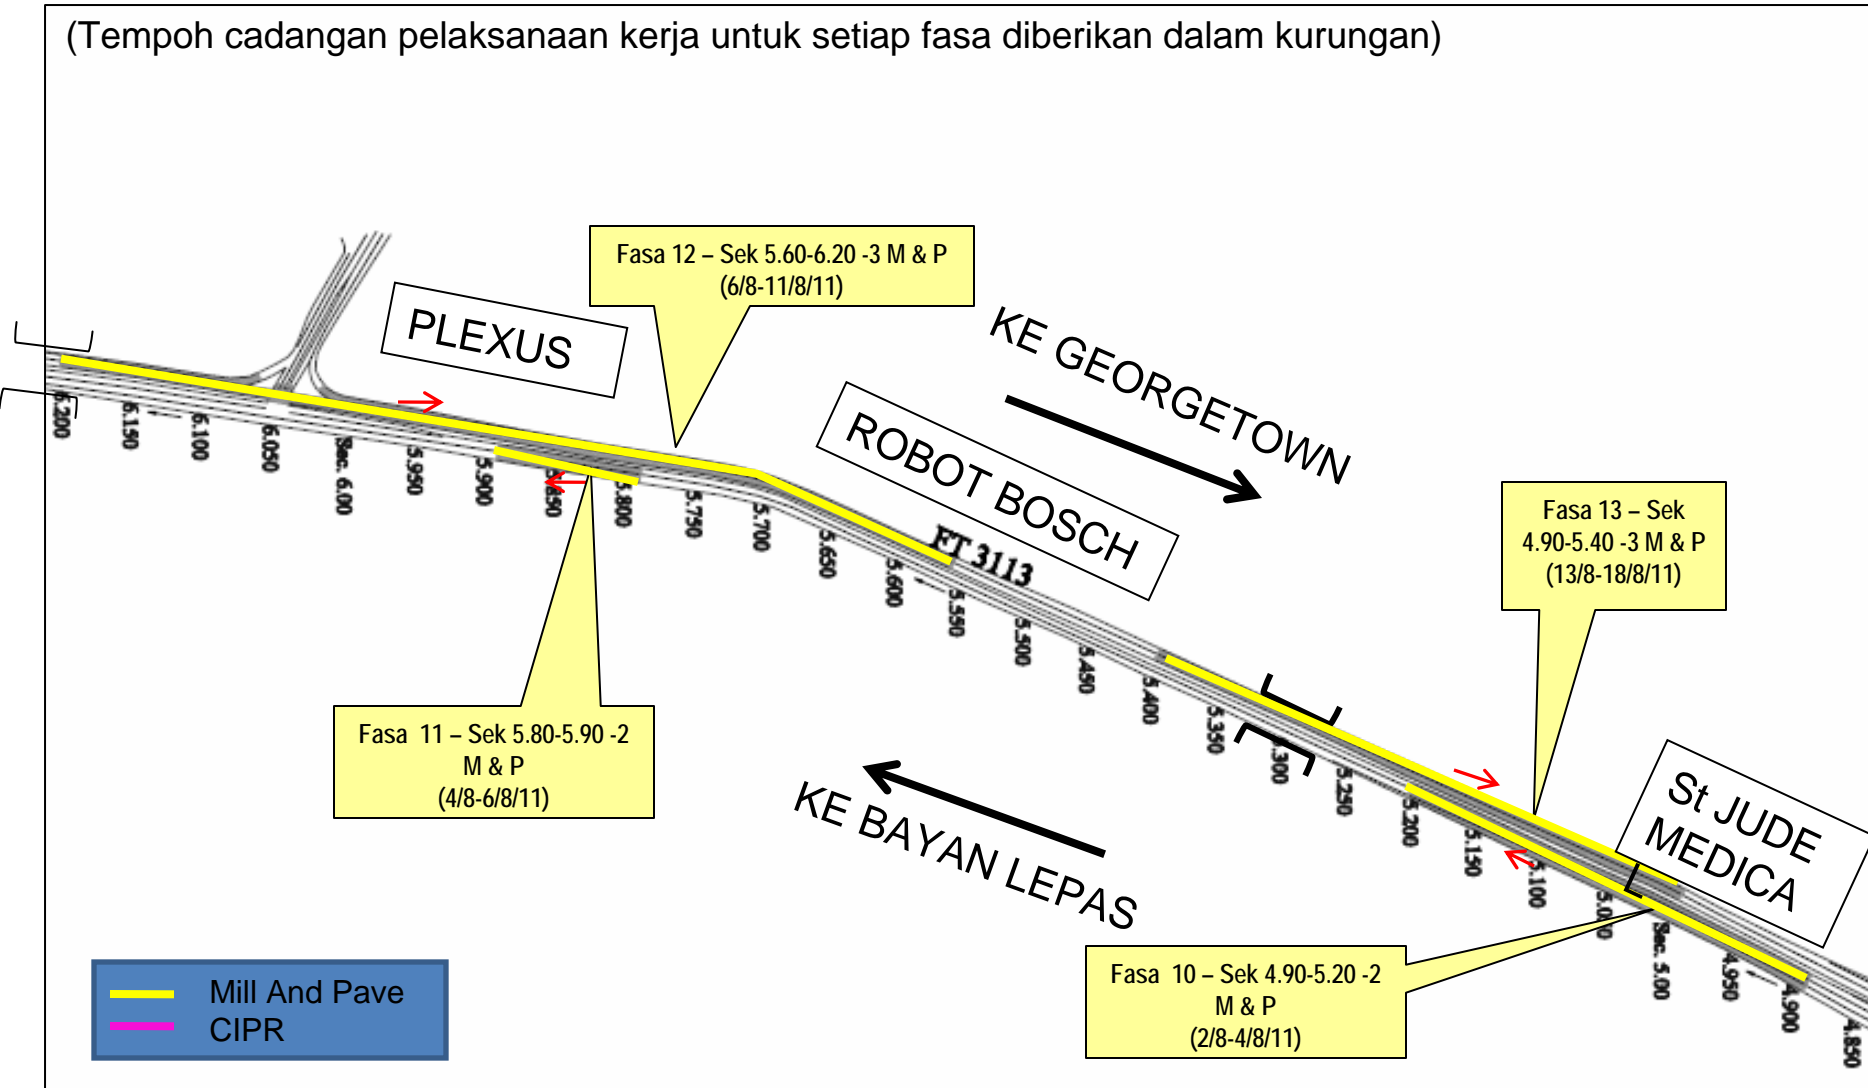 (Tempoh cadangan pelaksanaan kerja untuk setiap fasa diberikan dalam kurungan)
Fasa 12 – Sek 5.60-6.20 -3 M & P
(6/8-11/8/11)
PLEXUS
KE GEORGETOWN
ROBOT BOSCH
FT 3113
Fasa 13 – Sek
4.90-5.40 -3 M & P
(13/8-18/8/11)
6.200
6.150
6.100
6.050
Sec. 6.00
5.950
5.900
5.850
5.800
5.750
5.700
5.650
5.600
5.550
5.500
5.450
5.400
5.350
5.300
5.250
5.200
5.150
5.100
Sec. 5.00
4.950
4.900
4.850
Fasa 11 – Sek 5.80-5.90 -2
M & P
(4/8-6/8/11)
KE BAYAN LEPAS
St JUDE
MEDICA
Fasa 10 – Sek 4.90-5.20 -2
M & P
(2/8-4/8/11)
Mill And Pave
CIPR